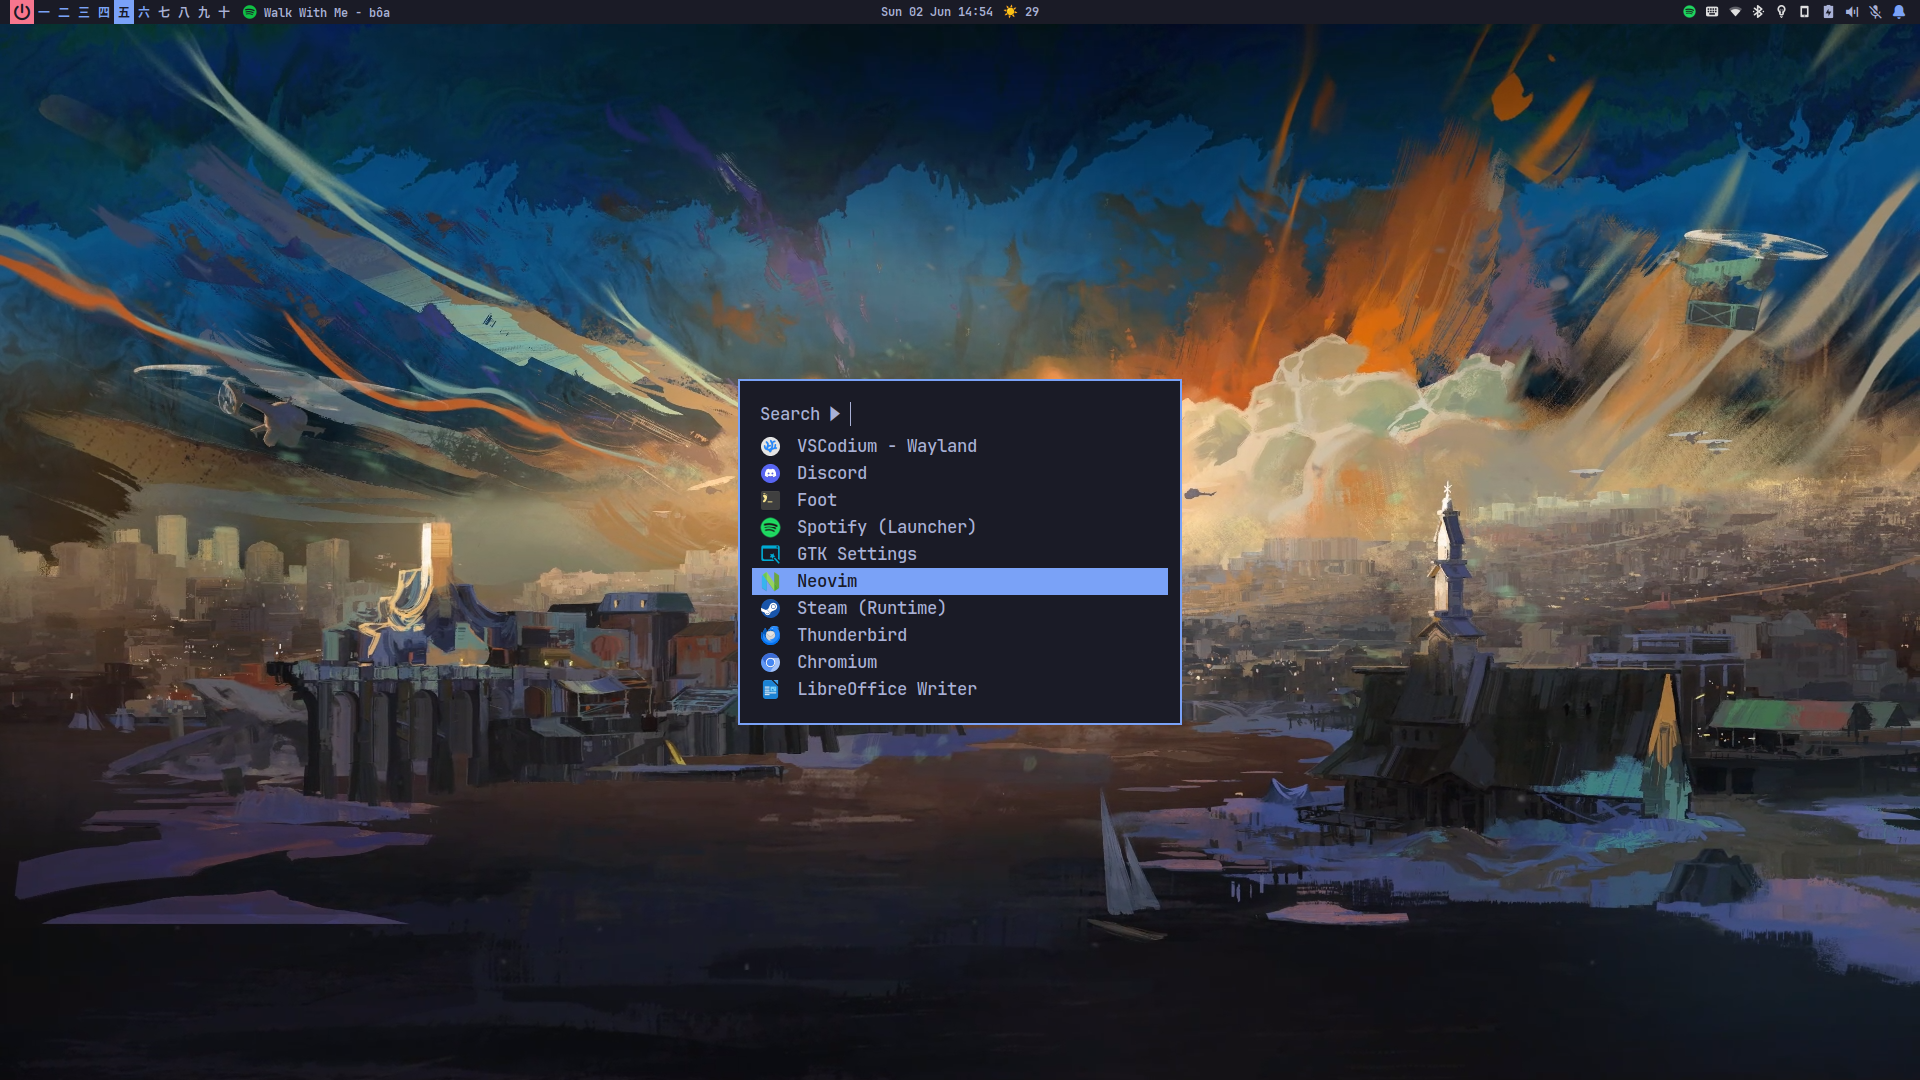 一 二 三 四 五 六 七 八 九 十 Walk With Me - bôa Sun 02 Jun 14:54 29
Search
VSCodium - Wayland
Discord
Foot
Spotify (Launcher)
GTK Settings
Neovim
Steam (Runtime)
Thunderbird
Chromium
LibreOffice Writer